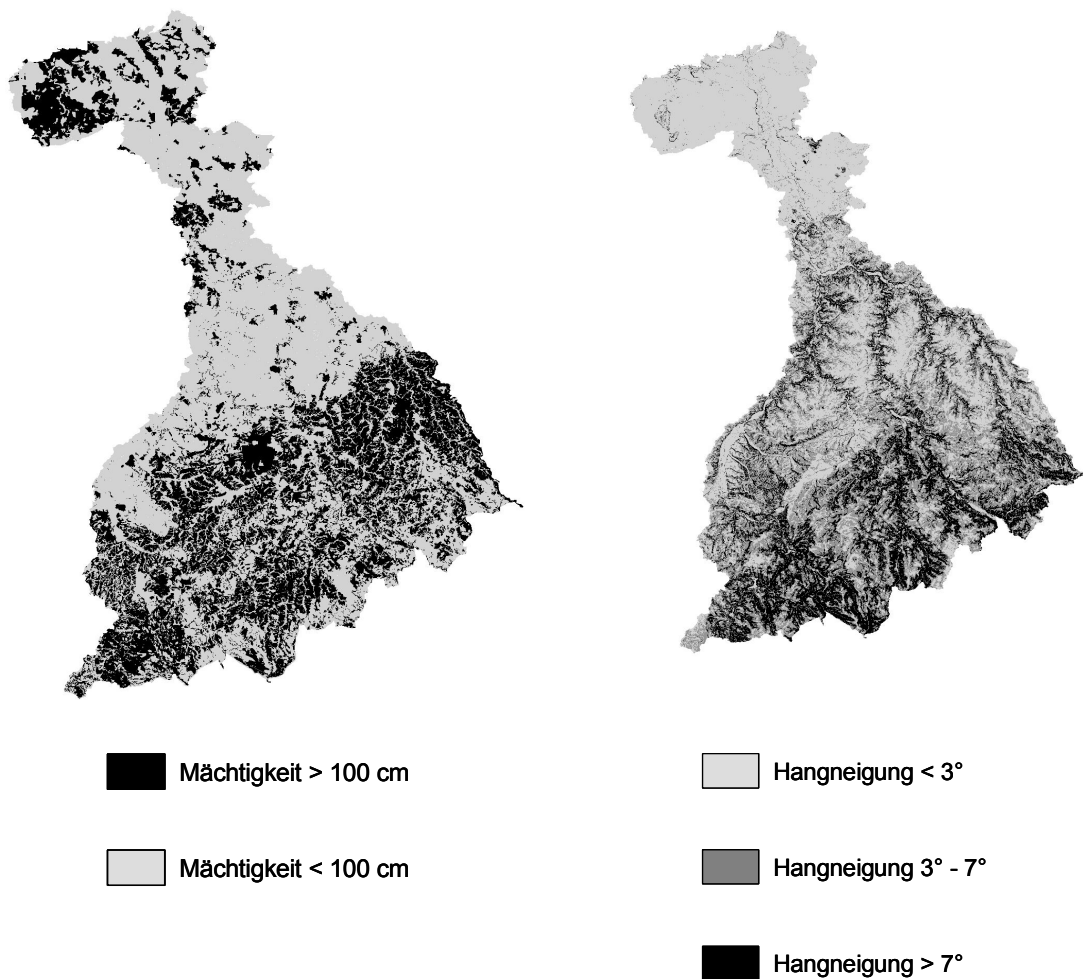 Mächtigkeit > 100 cm
Mächtigkeit < 100 cm
Hangneigung < 3°
Hangneigung 3° - 7°
Hangneigung > 7°